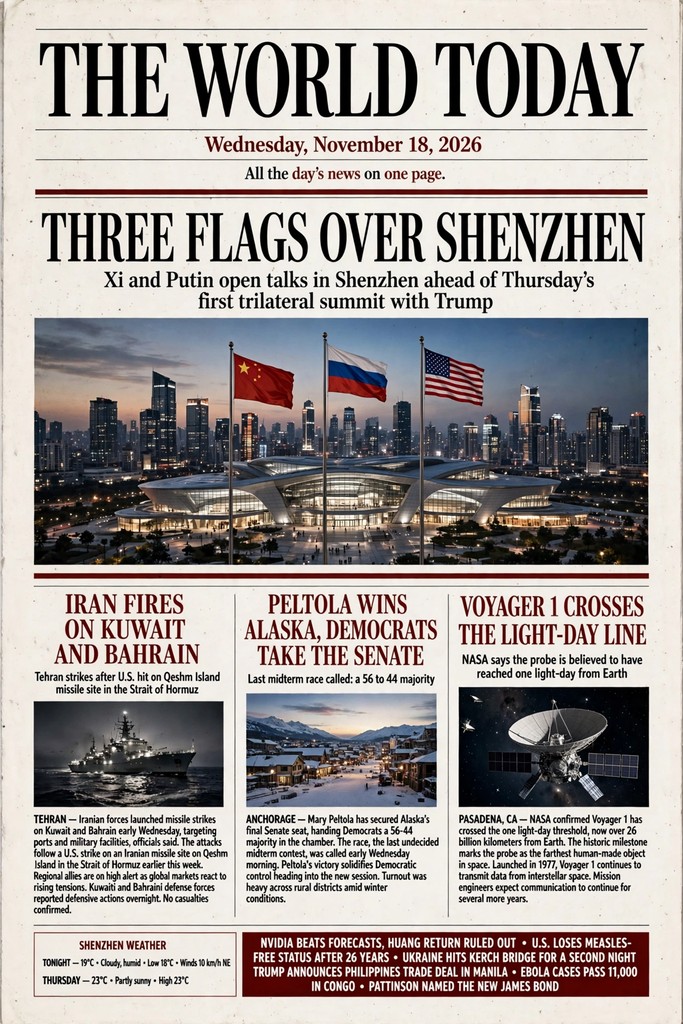 THE WORLD TODAY
Wednesday, November 18, 2026
All the day's news on one page.
THREE FLAGS OVER SHENZHEN
Xi and Putin open talks in Shenzhen ahead of Thursday's
first trilateral summit with Trump
IRAN FIRES
ON KUWAIT
AND BAHRAIN
Tehran strikes after U.S. hit on Qeshm Island
missile site in the Strait of Hormuz
TEHRAN — Iranian forces launched missile strikes
on Kuwait and Bahrain early Wednesday, targeting
ports and military facilities, officials said. The attacks
follow a U.S. strike on an Iranian missile site on Qeshm
Island in the Strait of Hormuz earlier this week.
Regional allies are on high alert as global markets react to
rising tensions. Kuwaiti and Bahraini defense forces
reported defensive actions overnight. No casualties
confirmed.
PELTOLA WINS
ALASKA, DEMOCRATS
TAKE THE SENATE
Last midterm race called: a 56 to 44 majority
ANCHORAGE — Mary Peltola has secured Alaska's
final Senate seat, handing Democrats a 56-44
majority in the chamber. The race, the last undecided
midterm contest, was called early Wednesday
morning. Peltola's victory solidifies Democratic
control heading into the new session. Turnout was
heavy across rural districts amid winter
conditions.
VOYAGER 1 CROSSES
THE LIGHT-DAY LINE
NASA says the probe is believed to have
reached one light-day from Earth
PASADENA, CA — NASA confirmed Voyager 1 has
crossed the one light-day threshold, now over 26
billion kilometers from Earth. The historic milestone
marks the probe as the farthest human-made object
in space. Launched in 1977, Voyager 1 continues to
transmit data from interstellar space. Mission
engineers expect communication to continue for
several more years.
SHENZHEN WEATHER
TONIGHT — 19°C • Cloudy, humid • Low 18°C • Winds 10 km/h NE
THURSDAY — 23°C • Partly sunny • High 23°C
NVIDIA BEATS FORECASTS, HUANG RETURN RULED OUT • U.S. LOSES MEASLES-
FREE STATUS AFTER 26 YEARS • UKRAINE HITS KERCH BRIDGE FOR A SECOND NIGHT
TRUMP ANNOUNCES PHILIPPINES TRADE DEAL IN MANILA • EBOLA CASES PASS 11,000
IN CONGO • PATTINSON NAMED THE NEW JAMES BOND